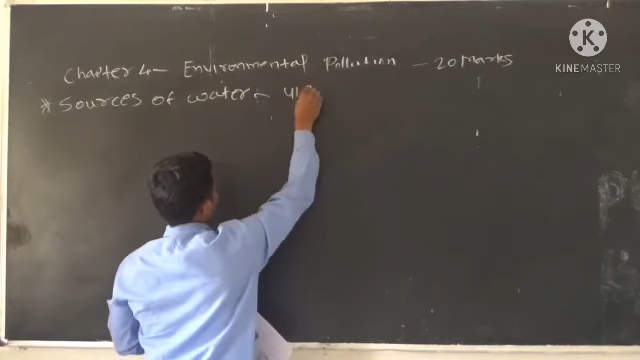 Chapter 4 - Environmental Pollution - 20 Marks
* Sources of water :-
KINEMASTER